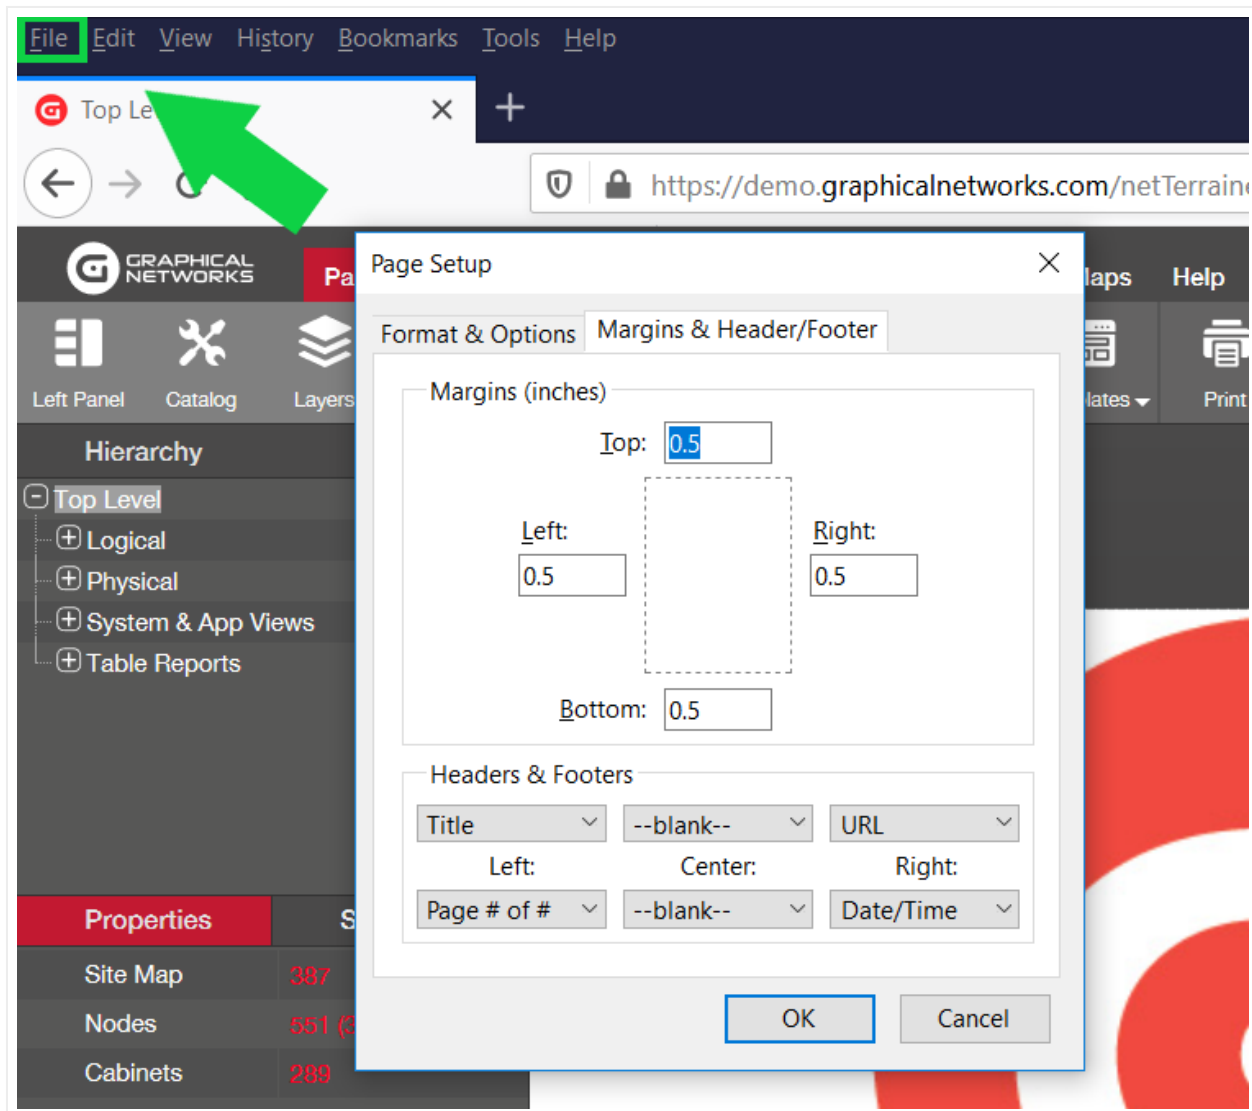 File Edit View History Bookmarks Tools Help
Top Le
https://demo.graphicalnetworks.com/netTerraine
GRAPHICAL
NETWORKS
Pa
laps Help
Left Panel Catalog Layers
lates Print
Page Setup
Format & Options Margins & Header/Footer
Margins (inches)
Top: 0.5
Left: Right:
0.5 0.5
Bottom: 0.5
Headers & Footers
Title --blank-- URL
Left: Center: Right:
Page # of # --blank-- Date/Time
OK Cancel
Hierarchy
Top Level
Logical
Physical
System & App Views
Table Reports
Properties S
Site Map 387
Nodes 551 (3
Cabinets 289